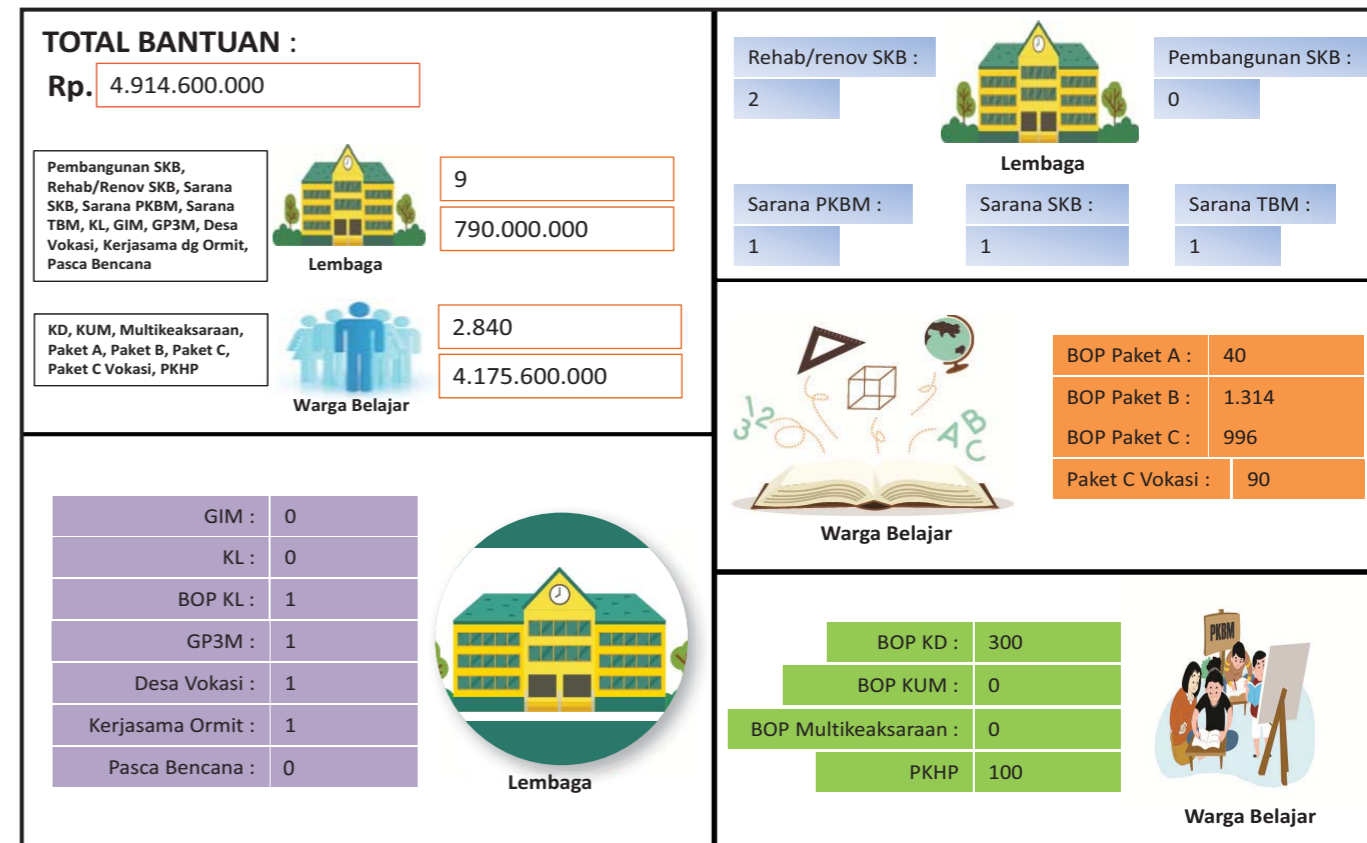 TOTAL BANTUAN :
Rp. 4.914.600.000
Pembangunan SKB,
Rehab/Renov SKB, Sarana
SKB, Sarana PKBM, Sarana
TBM, KL, GIM, GP3M, Desa
Vokasi, Kerjasama dg Ormit,
Pasca Bencana
Lembaga
9
790.000.000
KD, KUM, Multikeaksaraan,
Paket A, Paket B, Paket C,
Paket C Vokasi, PKHP
Warga Belajar
2.840
4.175.600.000
Rehab/renov SKB :
2
Pembangunan SKB :
0
Lembaga
Sarana PKBM :
1
Sarana SKB :
1
Sarana TBM :
1
1 2 3
A B C
Warga Belajar
BOP Paket A : 40
BOP Paket B : 1.314
BOP Paket C : 996
Paket C Vokasi : 90
GIM : 0
KL : 0
BOP KL : 1
GP3M : 1
Desa Vokasi : 1
Kerjasama Ormit : 1
Pasca Bencana : 0
Lembaga
BOP KD : 300
BOP KUM : 0
BOP Multikeaksaraan : 0
PKHP 100
PKBM
Warga Belajar